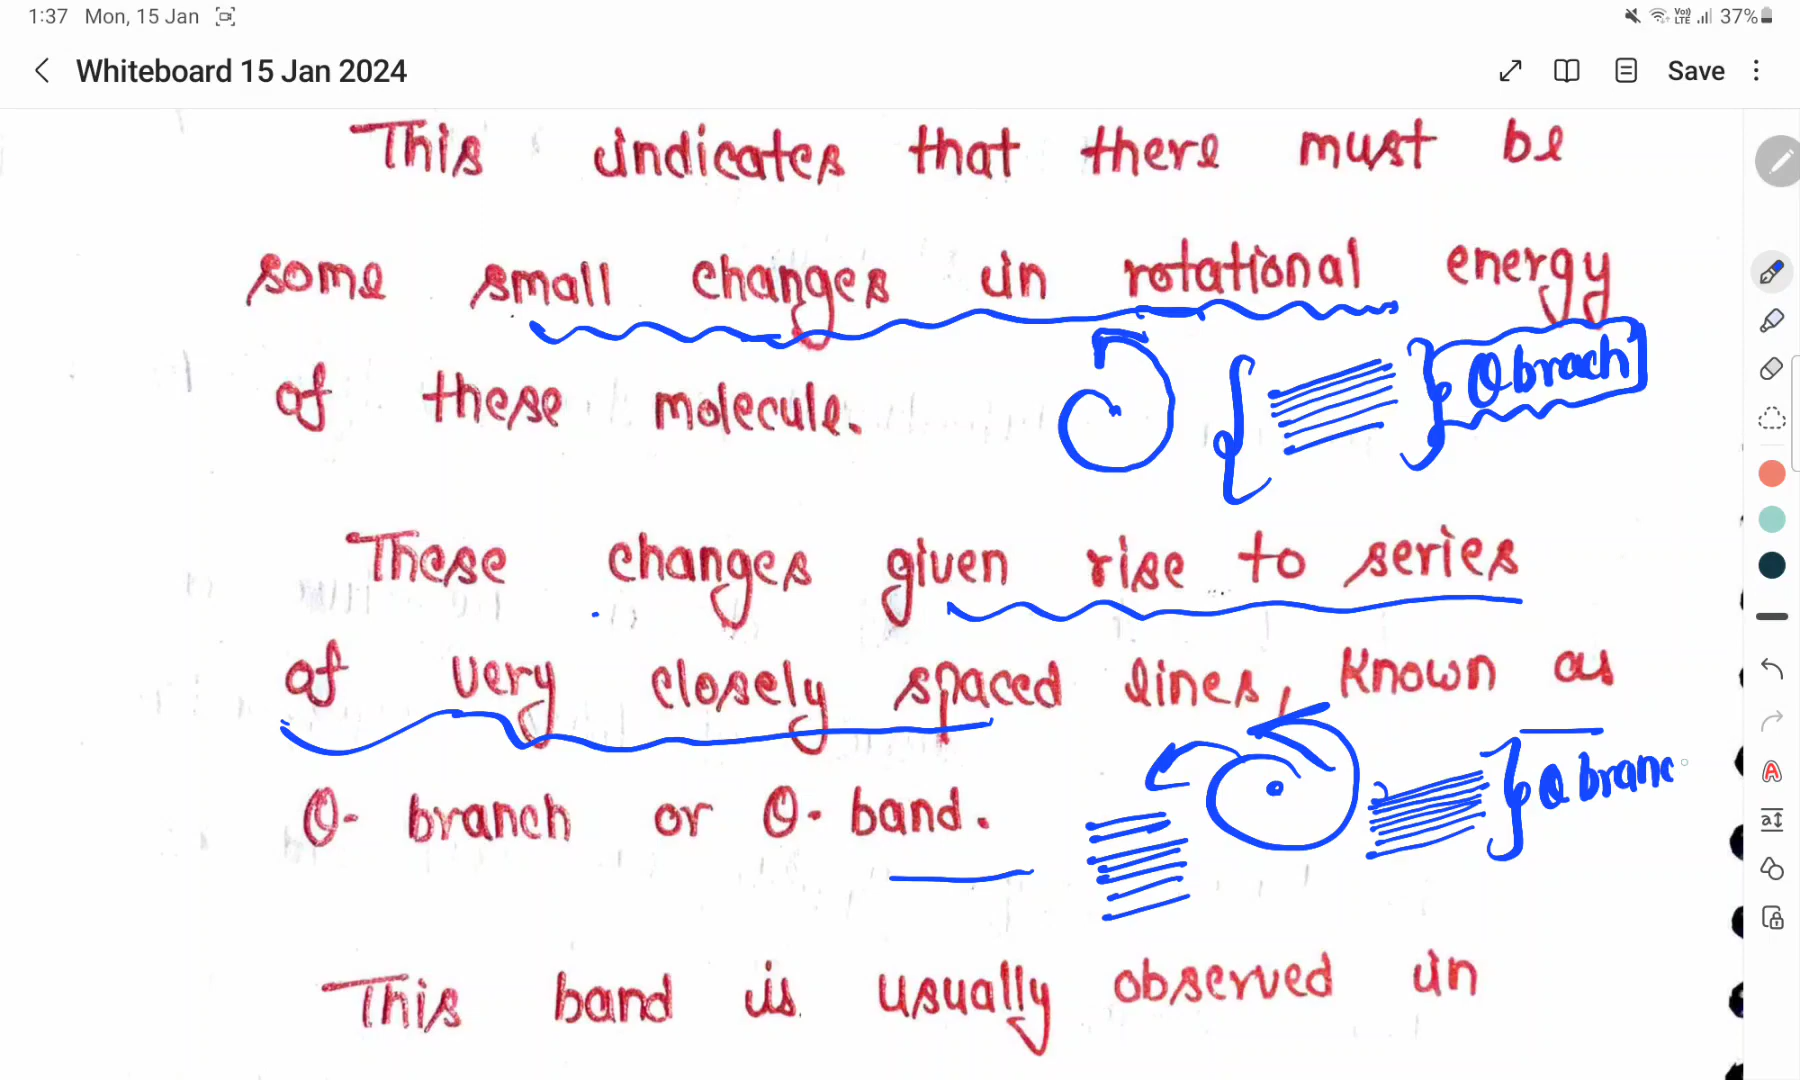 1:37 Mon, 15 Jan
Vo)) LTE 37%
Whiteboard 15 Jan 2024
Save
This indicates that there must be
some small changes in rotational energy
of these molecule.
Q brach
These changes given rise to series
of very closely spaced lines, Known as
Q- branch or Q- band.
Q branc
This band is usually observed in